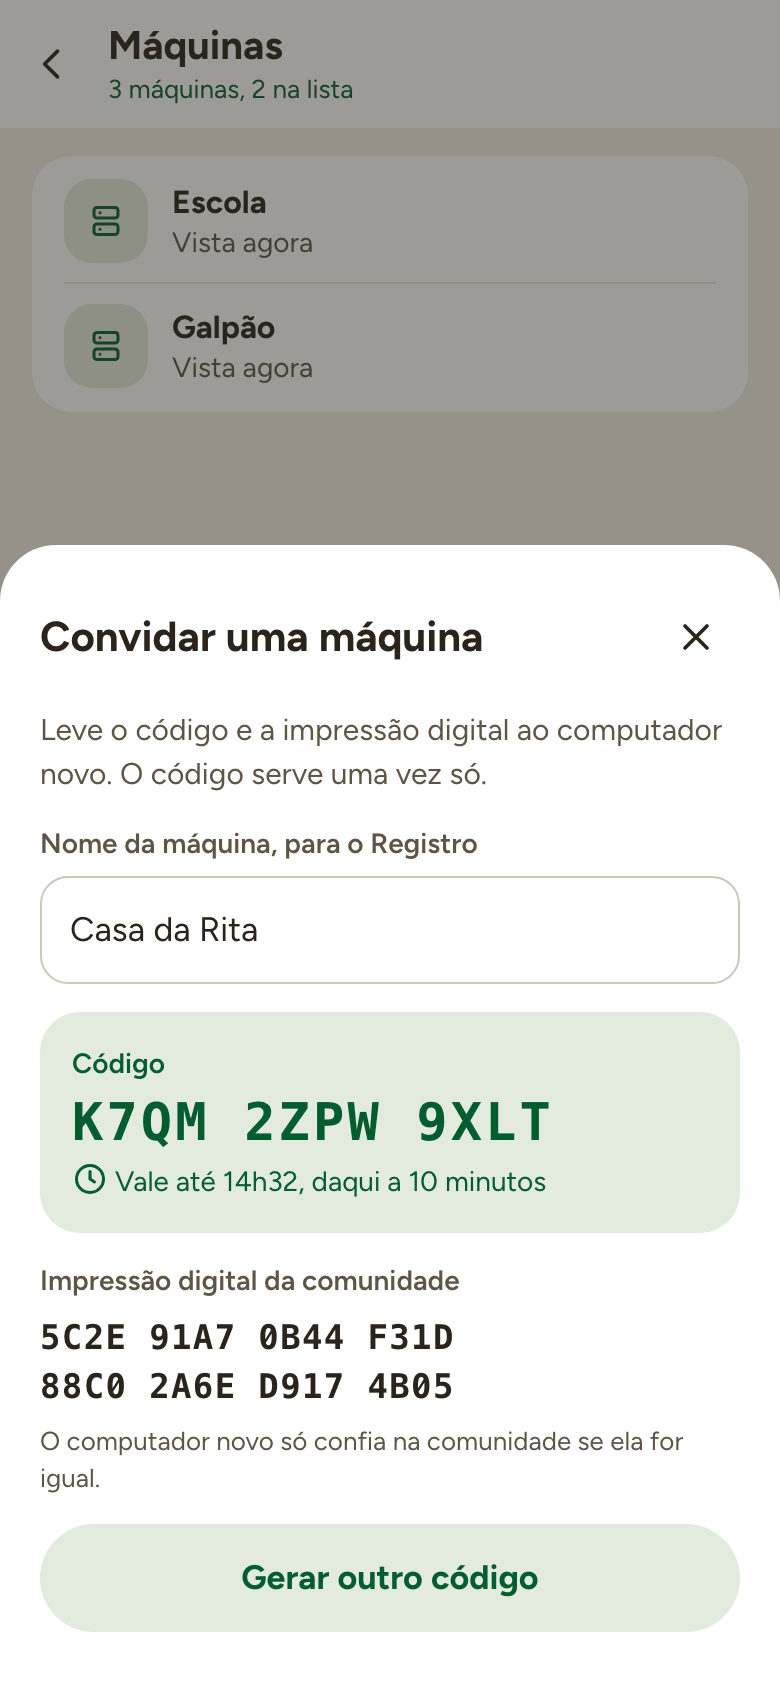 Máquinas
3 máquinas, 2 na lista
Escola
Vista agora
Galpão
Vista agora
Convidar uma máquina
Leve o código e a impressão digital ao computador
novo. O código serve uma vez só.
Nome da máquina, para o Registro
Casa da Rita
Código
K7QM 2ZPW 9XLT
Vale até 14h32, daqui a 10 minutos
Impressão digital da comunidade
5C2E 91A7 0B44 F31D
88C0 2A6E D917 4B05
O computador novo só confia na comunidade se ela for
igual.
Gerar outro código